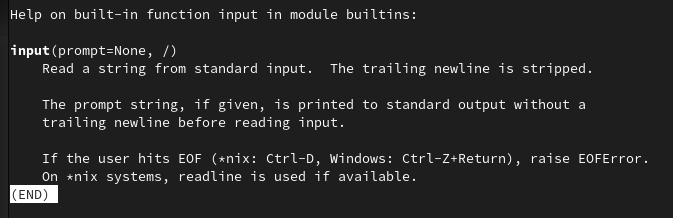 Help on built-in function input in module builtins:
input(prompt=None, /)
Read a string from standard input.  The trailing newline is stripped.
The prompt string, if given, is printed to standard output without a
trailing newline before reading input.
If the user hits EOF (*nix: Ctrl-D, Windows: Ctrl-Z+Return), raise EOFError.
On *nix systems, readline is used if available.
(END)